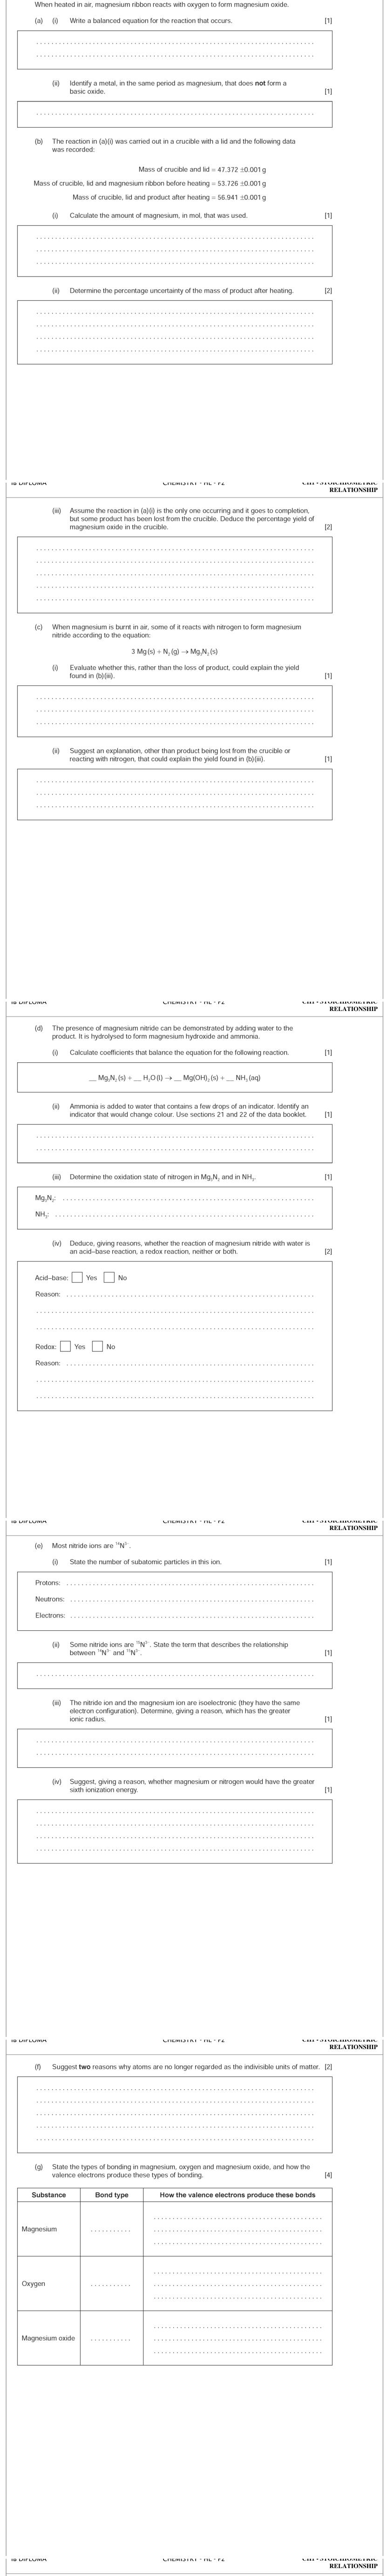 When heated in air, magnesium ribbon reacts with oxygen to form magnesium oxide.
(a) (i) Write a balanced equation for the reaction that occurs. [1]
(ii) Identify a metal, in the same period as magnesium, that does not form a
basic oxide. [1]
(b) The reaction in (a)(i) was carried out in a crucible with a lid and the following data
was recorded:
Mass of crucible and lid = 47.372 ±0.001 g
Mass of crucible, lid and magnesium ribbon before heating = 53.726 ±0.001 g
Mass of crucible, lid and product after heating = 56.941 ±0.001 g
(i) Calculate the amount of magnesium, in mol, that was used. [1]
(ii) Determine the percentage uncertainty of the mass of product after heating. [2]
IB DIPLOMA CHEMISTRY - HL - P2 CH1 - STOICHIOMETRIC
RELATIONSHIP
(iii) Assume the reaction in (a)(i) is the only one occurring and it goes to completion,
but some product has been lost from the crucible. Deduce the percentage yield of
magnesium oxide in the crucible. [2]
(c) When magnesium is burnt in air, some of it reacts with nitrogen to form magnesium
nitride according to the equation:
3 Mg (s) + N₂ (g) → Mg₃N₂ (s)
(i) Evaluate whether this, rather than the loss of product, could explain the yield
found in (b)(iii). [1]
(ii) Suggest an explanation, other than product being lost from the crucible or
reacting with nitrogen, that could explain the yield found in (b)(iii). [1]
IB DIPLOMA CHEMISTRY - HL - P2 CH1 - STOICHIOMETRIC
RELATIONSHIP
(d) The presence of magnesium nitride can be demonstrated by adding water to the
product. It is hydrolysed to form magnesium hydroxide and ammonia.
(i) Calculate coefficients that balance the equation for the following reaction. [1]
__ Mg₃N₂ (s) + __ H₂O (l) → __ Mg(OH)₂ (s) + __ NH₃ (aq)
(ii) Ammonia is added to water that contains a few drops of an indicator. Identify an
indicator that would change colour. Use sections 21 and 22 of the data booklet. [1]
(iii) Determine the oxidation state of nitrogen in Mg₃N₂ and in NH₃. [1]
Mg₃N₂:
NH₃:
(iv) Deduce, giving reasons, whether the reaction of magnesium nitride with water is
an acid–base reaction, a redox reaction, neither or both. [2]
Acid–base: Yes No
Reason:
Redox: Yes No
Reason:
IB DIPLOMA CHEMISTRY - HL - P2 CH1 - STOICHIOMETRIC
RELATIONSHIP
(e) Most nitride ions are ¹⁴N³⁻.
(i) State the number of subatomic particles in this ion. [1]
Protons:
Neutrons:
Electrons:
(ii) Some nitride ions are ¹⁵N³⁻. State the term that describes the relationship
between ¹⁴N³⁻ and ¹⁵N³⁻. [1]
(iii) The nitride ion and the magnesium ion are isoelectronic (they have the same
electron configuration). Determine, giving a reason, which has the greater
ionic radius. [1]
(iv) Suggest, giving a reason, whether magnesium or nitrogen would have the greater
sixth ionization energy. [1]
IB DIPLOMA CHEMISTRY - HL - P2 CH1 - STOICHIOMETRIC
RELATIONSHIP
(f) Suggest two reasons why atoms are no longer regarded as the indivisible units of matter. [2]
(g) State the types of bonding in magnesium, oxygen and magnesium oxide, and how the
valence electrons produce these types of bonding. [4]
Substance Bond type How the valence electrons produce these bonds
Magnesium
Oxygen
Magnesium oxide
IB DIPLOMA CHEMISTRY - HL - P2 CH1 - STOICHIOMETRIC
RELATIONSHIP